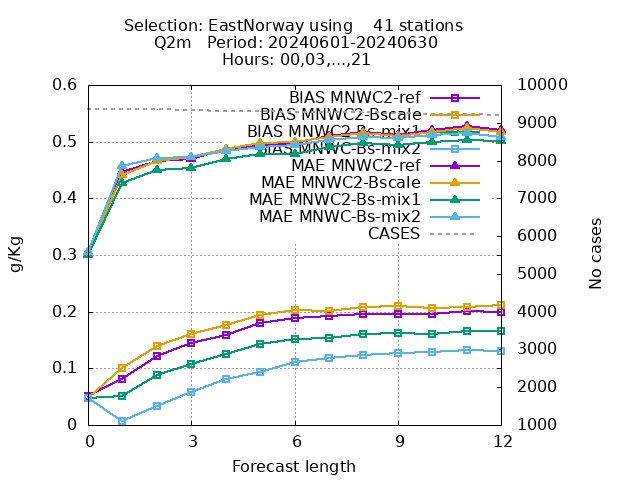 Selection: EastNorway using    41 stations
Q2m   Period: 20240601-20240630
Hours: 00,03,...,21
0.6
0.5
0.4
0.3
0.2
0.1
0
10000
9000
8000
7000
6000
5000
4000
3000
2000
1000
BIAS MNWC2-ref
BIAS MNWC2-Bscale
BIAS MNWC2-Bs-mix1
BIAS MNWC-Bs-mix2
MAE MNWC2-ref
MAE MNWC2-Bscale
MAE MNWC2-Bs-mix1
MAE MNWC-Bs-mix2
CASES
g/Kg
No cases
0 3 6 9 12
Forecast length